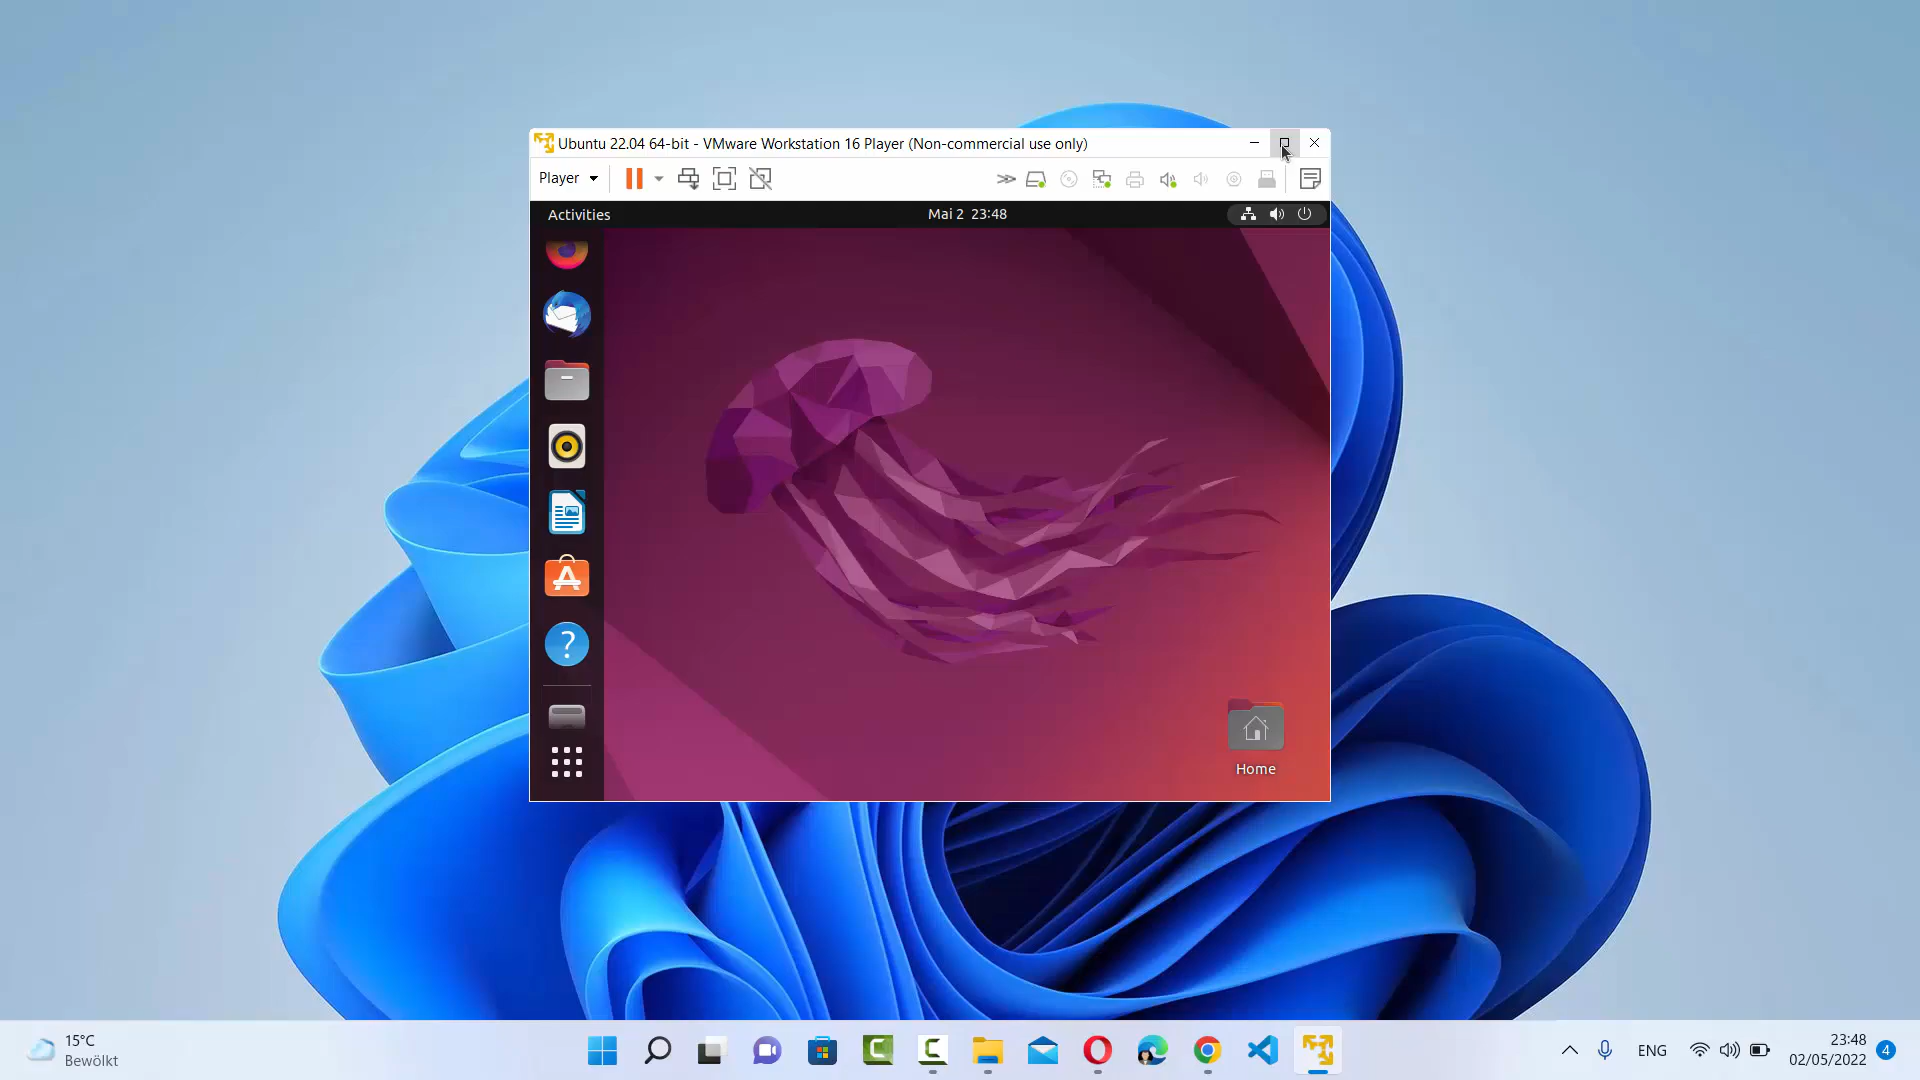 Ubuntu 22.04 64-bit - VMware Workstation 16 Player (Non-commercial use only)
Player
Activities
Mai 2 23:48
Home
15°C
Bewölkt
ENG
23:48
02/05/2022
4